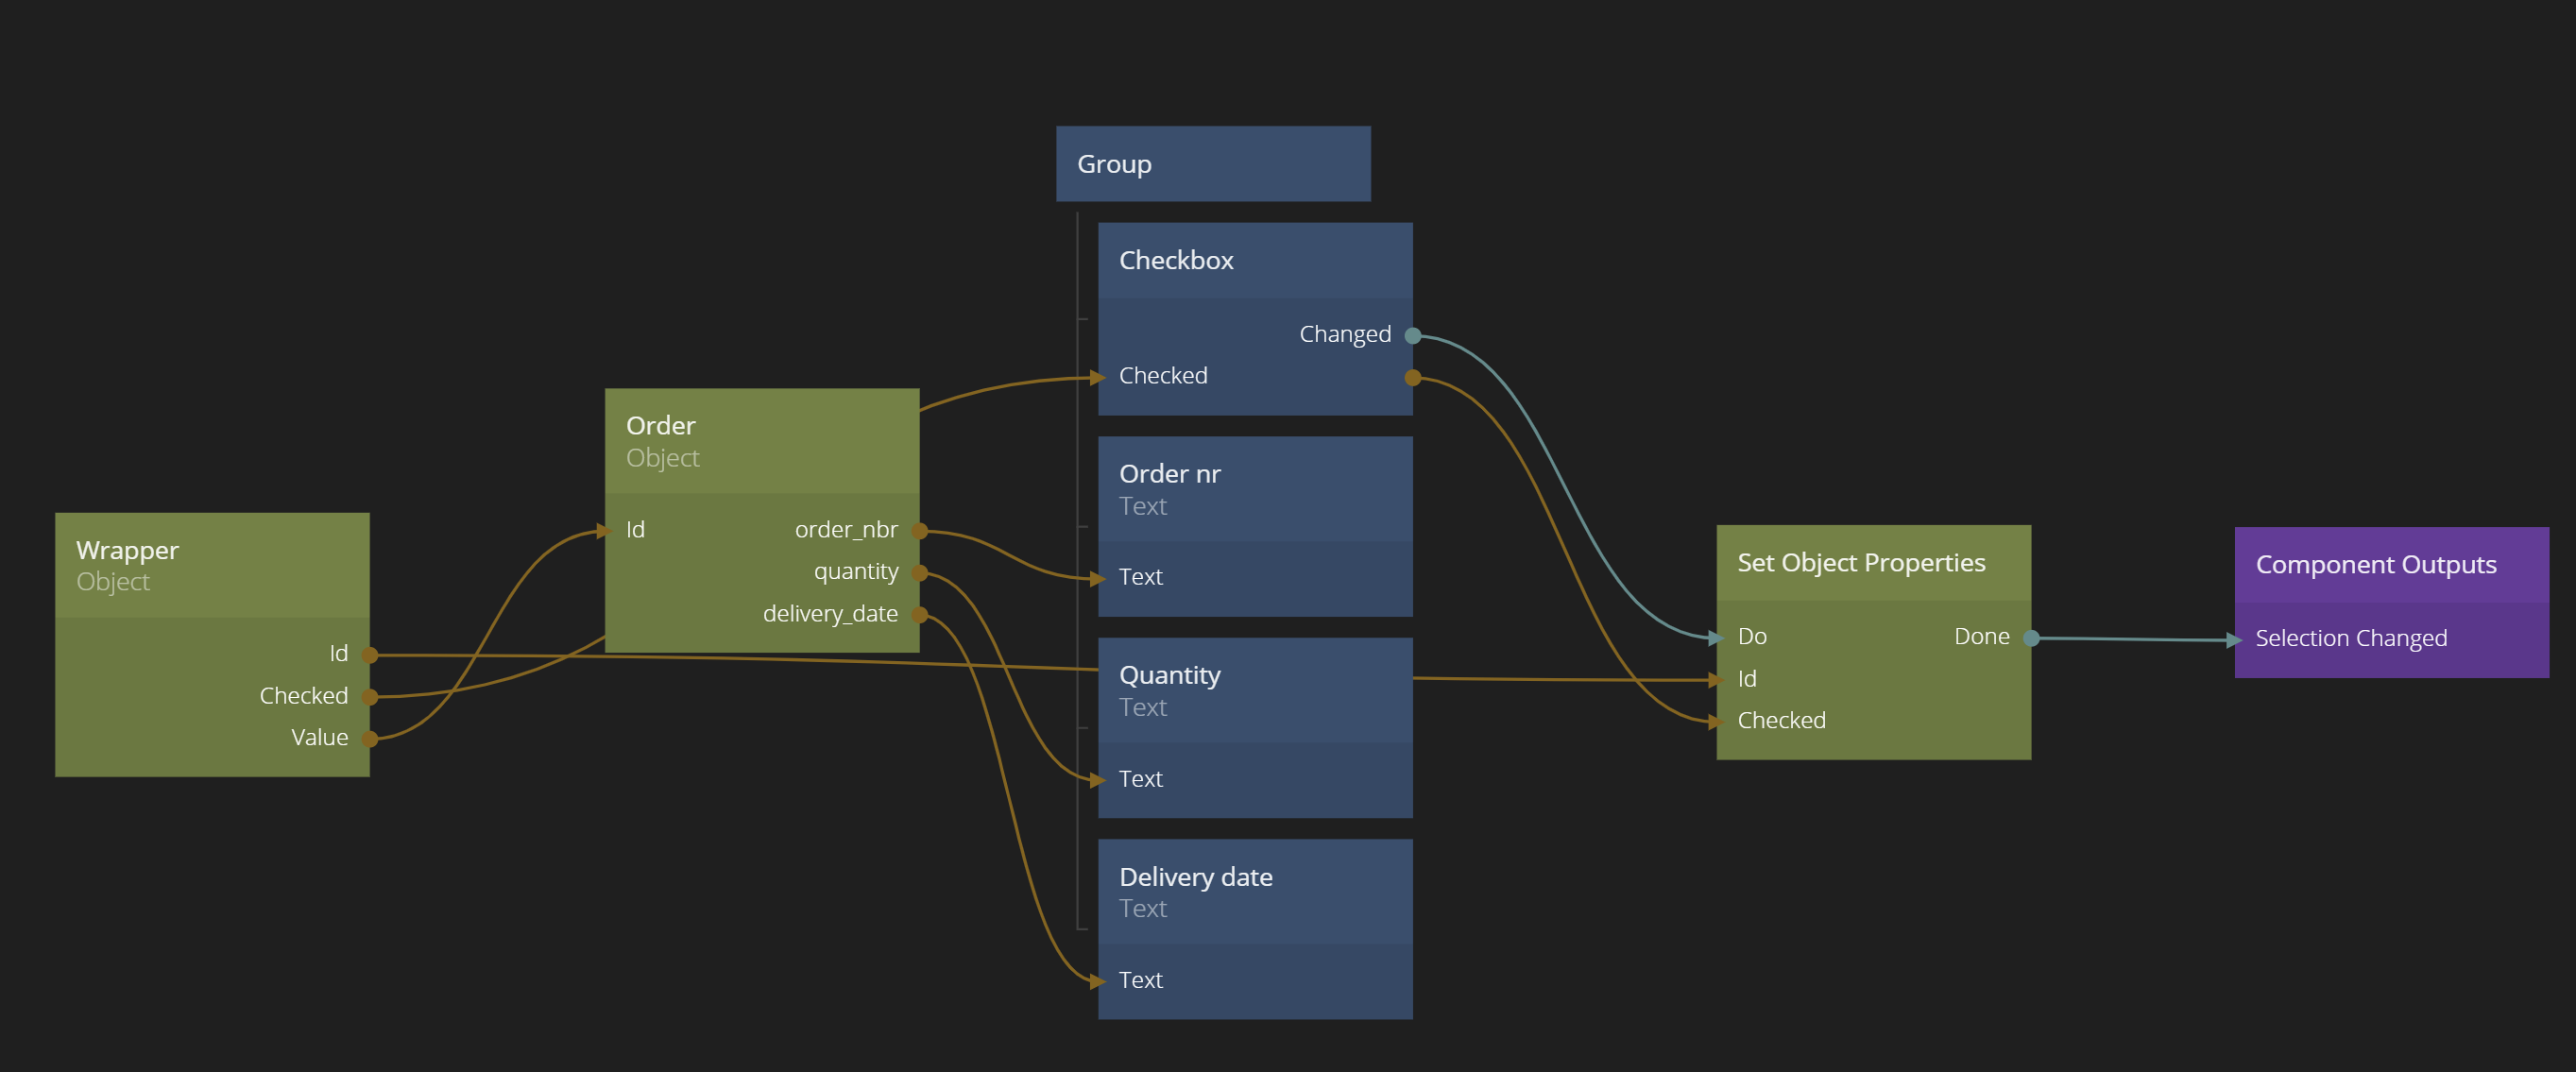 Group
Checkbox
Changed
Checked
Order
Object
Id
order_nbr
quantity
delivery_date
Order nr
Text
Text
Wrapper
Object
Id
Checked
Value
Quantity
Text
Text
Set Object Properties
Do
Done
Id
Checked
Component Outputs
Selection Changed
Delivery date
Text
Text